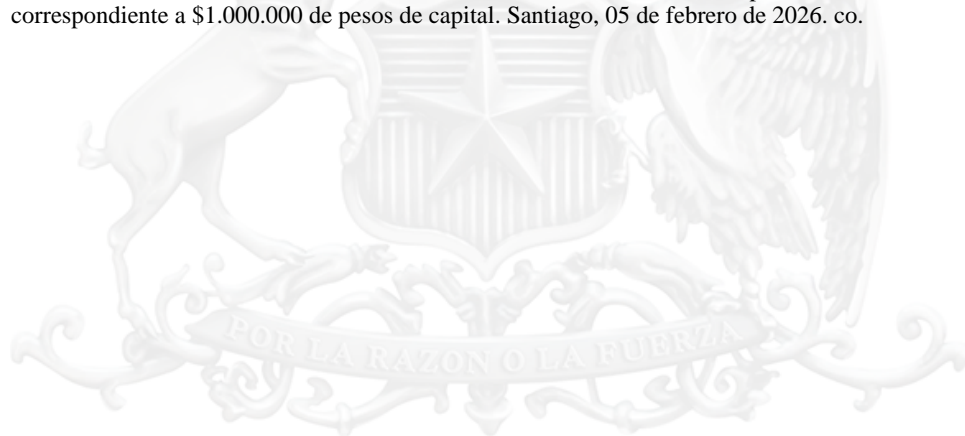 correspondiente a $1.000.000 de pesos de capital. Santiago, 05 de febrero de 2026. co.
POR LA RAZON O LA FUERZA